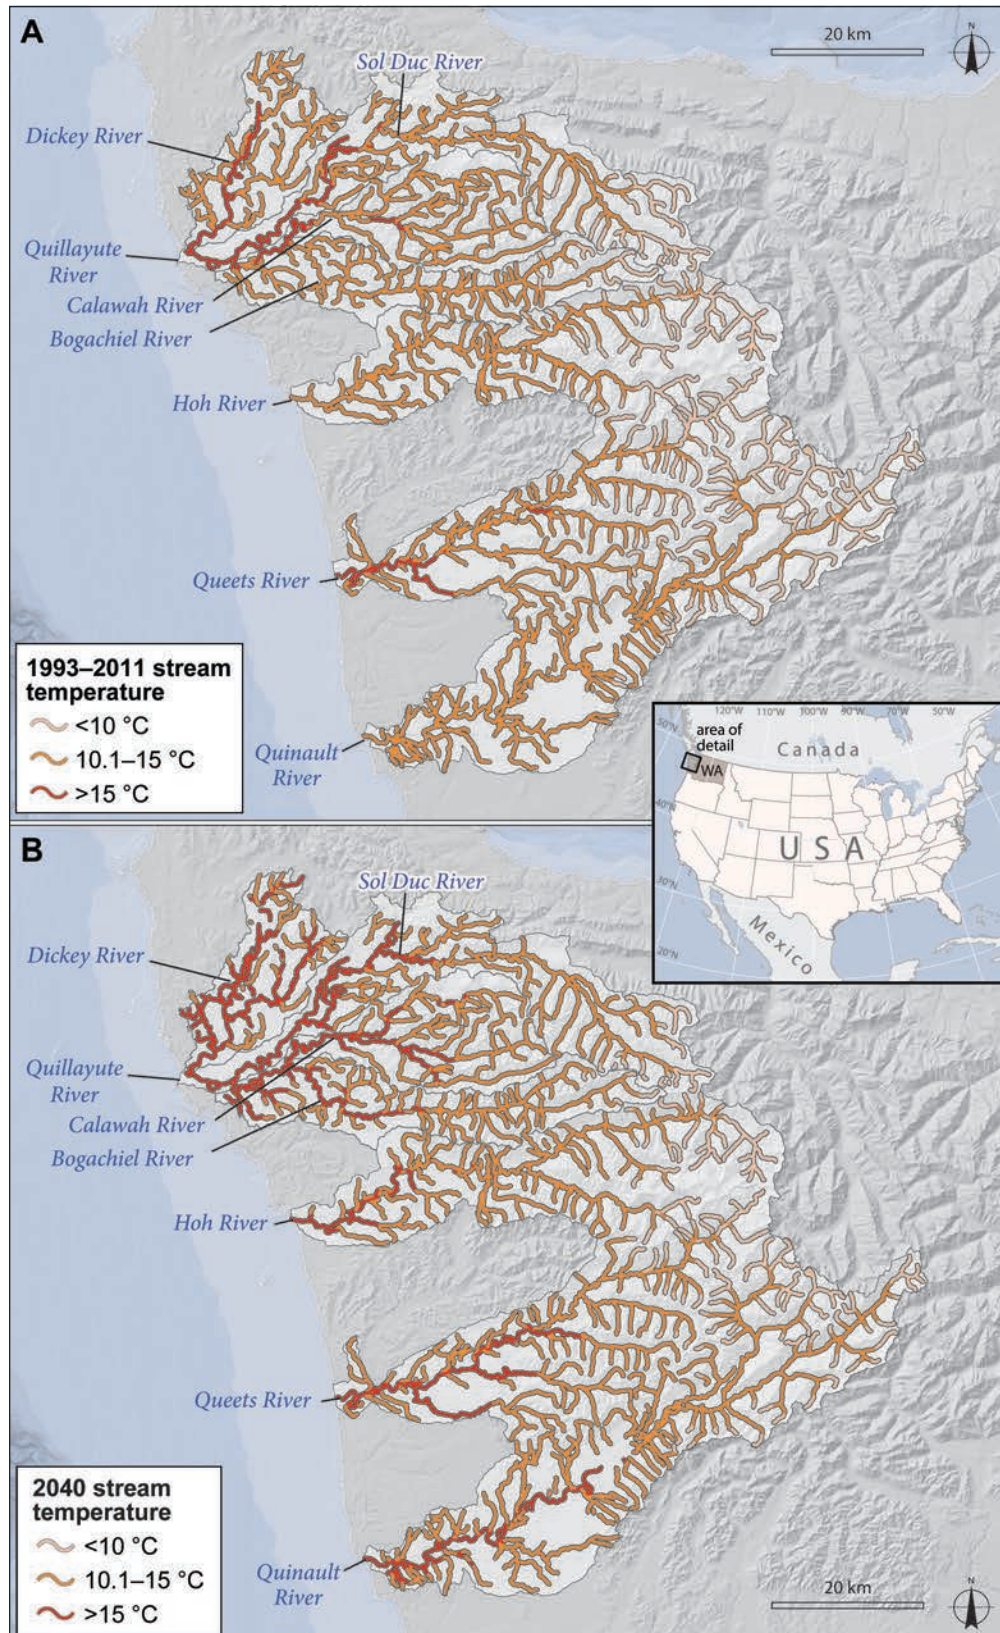 A
20 km
N
Sol Duc River
Dickey River
Quillayute
River
Calawah River
Bogachiel River
Hoh River
Queets River
Quinault
River
1993–2011 stream
temperature
<10 °C
10.1–15 °C
>15 °C
120°W
110°W
100°W
90°W
70°W
50°W
50°N
area of
detail
Canada
WA
40°N
USA
30°N
Mexico
20°N
B
Sol Duc River
Dickey River
Quillayute
River
Calawah River
Bogachiel River
Hoh River
Queets River
Quinault
River
2040 stream
temperature
<10 °C
10.1–15 °C
>15 °C
20 km
N